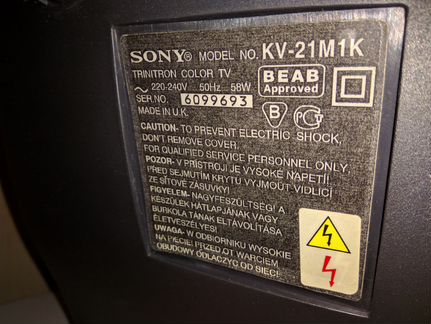 SONY® MODEL NO. KV-21M1K
TRINITRON COLOR TV
~ 220-240V 50Hz 58W
BEAB
Approved
SER.NO. 6099693
MADE IN U.K.
B
PC
CAUTION- TO PREVENT ELECTRIC SHOCK,
DON'T REMOVE COVER.
FOR QUALIFIED SERVICE PERSONNEL ONLY
POZOR- V PŘÍSTROJI JE VYSOKÉ NAPĚTÍ
PŘED SEJMUTÍM KRYTU VYJMOUT VIDLICI
ZE SÍŤOVÉ ZÁSUVKY!
FIGYELEM- NAGYFESZÜLTSÉG! A
KÉSZÜLÉK HÁTLAPJÁNAK VAGY
BURKOLATÁNAK ELTÁVOLÍTÁSA
ÉLETVESZÉLYES!
UWAGA- W ODBIORNIKU WYSOKIE
NAPIĘCIE! PRZED OTWARCIEM
OBUDOWY ODŁĄCZYC OD SIECI!